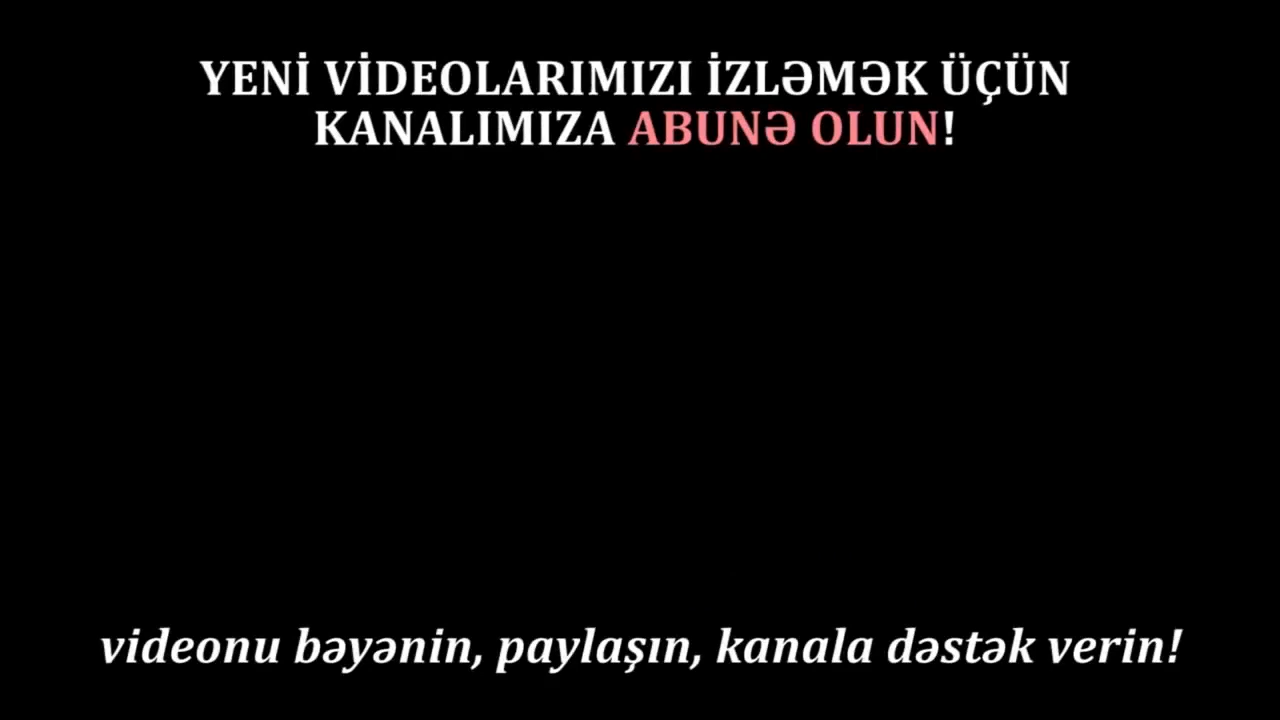 YENİ VİDEOLARIMIZI İZLƏMƏK ÜÇÜN
KANALIMIZA ABUNƏ OLUN!
videonu bəyənin, paylaşın, kanala dəstək verin!